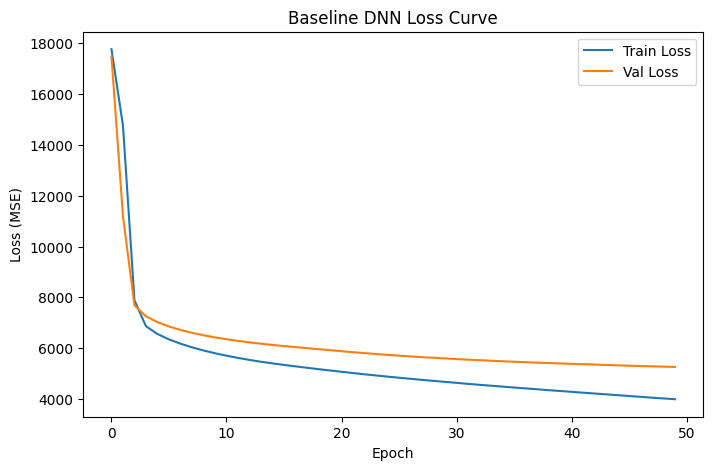 Baseline DNN Loss Curve
Train Loss
Val Loss
Loss (MSE)
18000
16000
14000
12000
10000
8000
6000
4000
0 10 20 30 40 50
Epoch